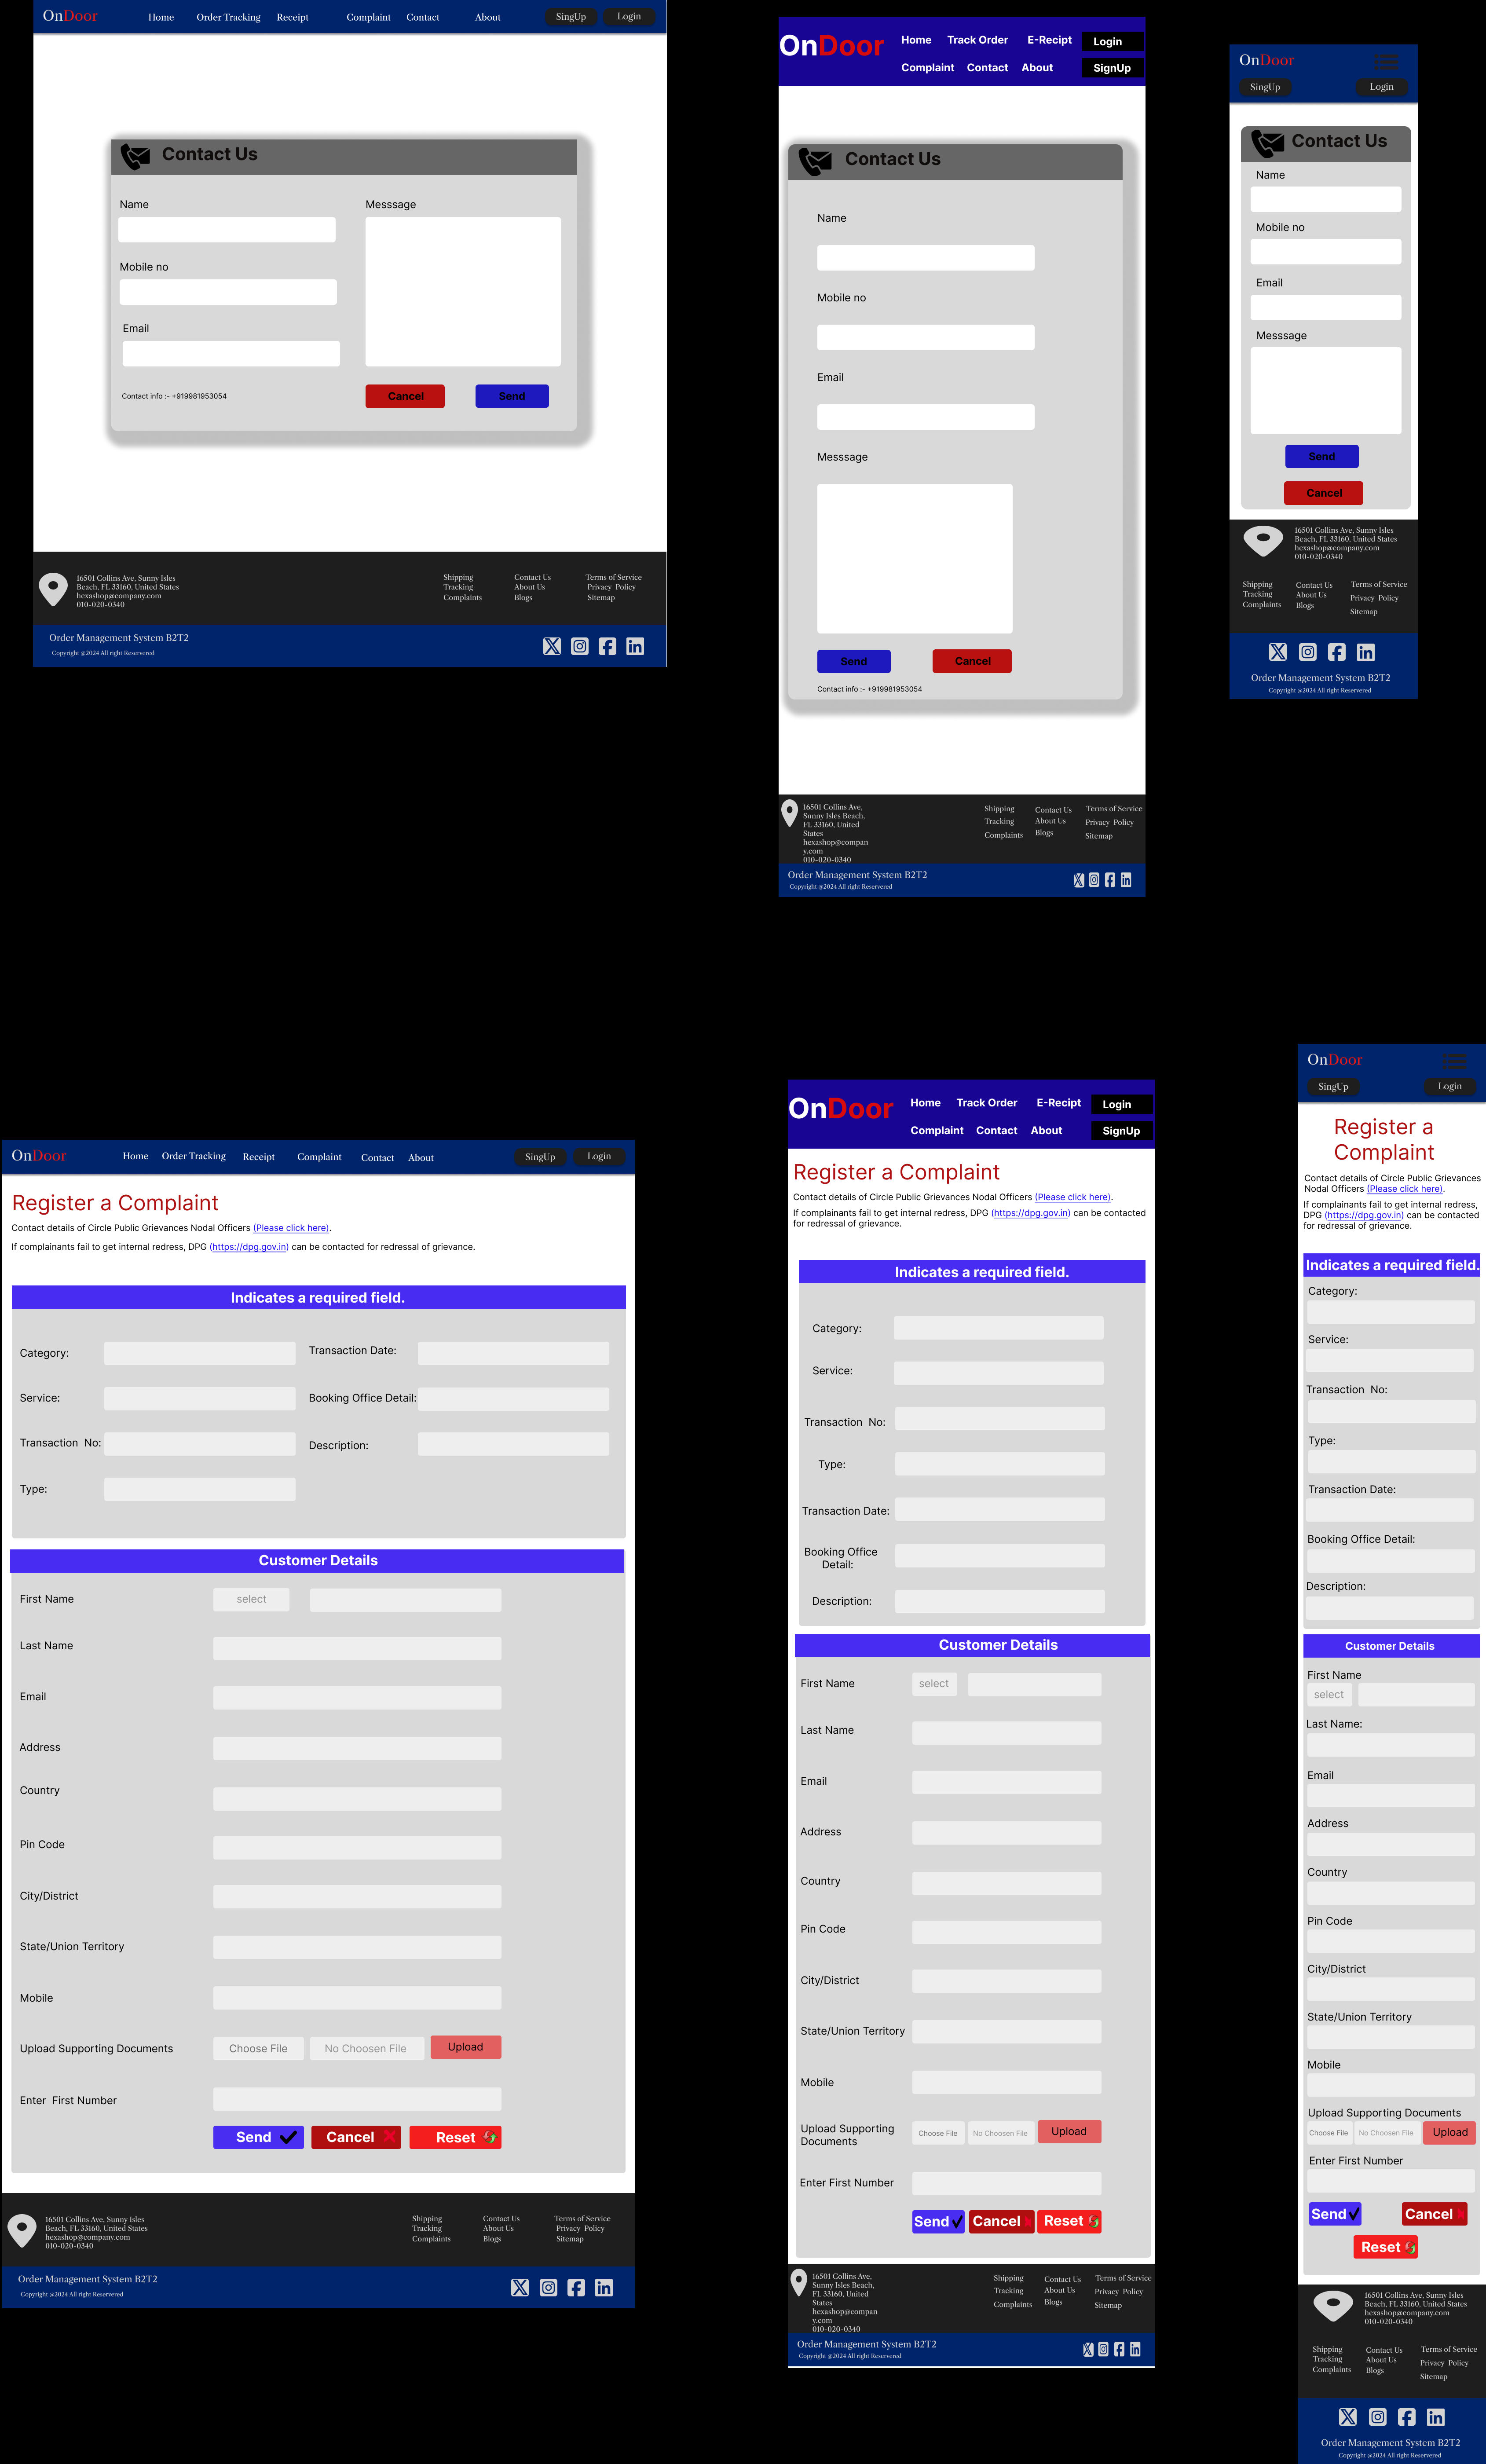 OnDoor
Home Order Tracking Receipt Complaint Contact About
SingUp Login
Contact Us
Name
Mobile no
Email
Contact info :- +919981953054
Messsage
Cancel Send
16501 Collins Ave, Sunny Isles
Beach, FL 33160, United States
hexashop@company.com
010-020-0340
Shipping
Tracking
Complaints
Contact Us
About Us
Blogs
Terms of Service
Privacy Policy
Sitemap
Order Management System B2T2
Copyright @2024 All right Reservered
OnDoor
Home Track Order E-Recipt Login
Complaint Contact About SignUp
Contact Us
Name
Mobile no
Email
Messsage
Send Cancel
Contact info :- +919981953054
16501 Collins Ave,
Sunny Isles Beach,
FL 33160, United
States
hexashop@compan
y.com
010-020-0340
Shipping
Tracking
Complaints
Contact Us
About Us
Blogs
Terms of Service
Privacy Policy
Sitemap
Order Management System B2T2
Copyright @2024 All right Reservered
OnDoor
SingUp Login
Contact Us
Name
Mobile no
Email
Messsage
Send
Cancel
16501 Collins Ave, Sunny Isles
Beach, FL 33160, United States
hexashop@company.com
010-020-0340
Shipping
Tracking
Complaints
Contact Us
About Us
Blogs
Terms of Service
Privacy Policy
Sitemap
Order Management System B2T2
Copyright @2024 All right Reservered
OnDoor
Home Order Tracking Receipt Complaint Contact About
SingUp Login
Register a Complaint
Contact details of Circle Public Grievances Nodal Officers (Please click here).
If complainants fail to get internal redress, DPG (https://dpg.gov.in) can be contacted for redressal of grievance.
Indicates a required field.
Category: Transaction Date:
Service: Booking Office Detail:
Transaction No: Description:
Type:
Customer Details
First Name select
Last Name
Email
Address
Country
Pin Code
City/District
State/Union Territory
Mobile
Upload Supporting Documents Choose File No Choosen File Upload
Enter First Number
Send Cancel Reset
16501 Collins Ave, Sunny Isles
Beach, FL 33160, United States
hexashop@company.com
010-020-0340
Shipping
Tracking
Complaints
Contact Us
About Us
Blogs
Terms of Service
Privacy Policy
Sitemap
Order Management System B2T2
Copyright @2024 All right Reservered
OnDoor
Home Track Order E-Recipt Login
Complaint Contact About SignUp
Register a Complaint
Contact details of Circle Public Grievances Nodal Officers (Please click here).
If complainants fail to get internal redress, DPG (https://dpg.gov.in) can be contacted
for redressal of grievance.
Indicates a required field.
Category:
Service:
Transaction No:
Type:
Transaction Date:
Booking Office
Detail:
Description:
Customer Details
First Name select
Last Name
Email
Address
Country
Pin Code
City/District
State/Union Territory
Mobile
Upload Supporting
Documents
Choose File No Choosen File Upload
Enter First Number
Send Cancel Reset
16501 Collins Ave,
Sunny Isles Beach,
FL 33160, United
States
hexashop@compan
y.com
010-020-0340
Shipping
Tracking
Complaints
Contact Us
About Us
Blogs
Terms of Service
Privacy Policy
Sitemap
Order Management System B2T2
Copyright @2024 All right Reservered
OnDoor
SingUp Login
Register a
Complaint
Contact details of Circle Public Grievances
Nodal Officers (Please click here).
If complainants fail to get internal redress,
DPG (https://dpg.gov.in) can be contacted
for redressal of grievance.
Indicates a required field.
Category:
Service:
Transaction No:
Type:
Transaction Date:
Booking Office Detail:
Description:
Customer Details
First Name
select
Last Name:
Email
Address
Country
Pin Code
City/District
State/Union Territory
Mobile
Upload Supporting Documents
Choose File No Choosen File Upload
Enter First Number
Send Cancel
Reset
16501 Collins Ave, Sunny Isles
Beach, FL 33160, United States
hexashop@company.com
010-020-0340
Shipping
Tracking
Complaints
Contact Us
About Us
Blogs
Terms of Service
Privacy Policy
Sitemap
Order Management System B2T2
Copyright @2024 All right Reservered